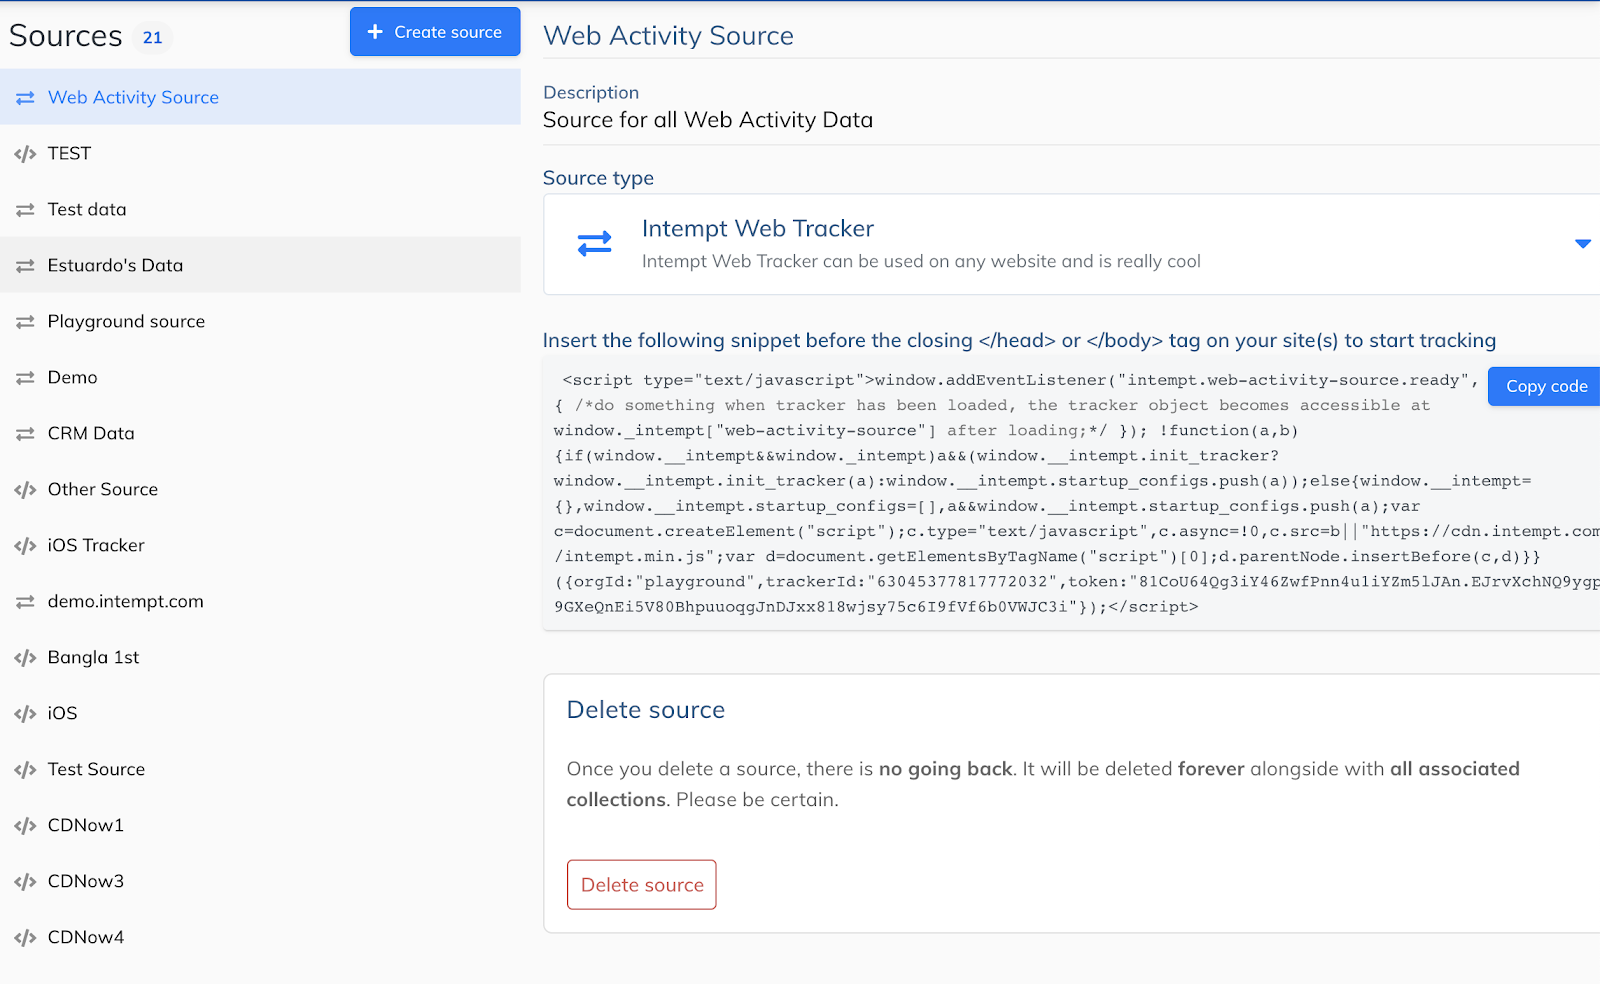 Sources 21
+ Create source
Web Activity Source
TEST
Test data
Estuardo's Data
Playground source
Demo
CRM Data
Other Source
iOS Tracker
demo.intempt.com
Bangla 1st
iOS
Test Source
CDNow1
CDNow3
CDNow4
Web Activity Source
Description
Source for all Web Activity Data
Source type
Intempt Web Tracker
Intempt Web Tracker can be used on any website and is really cool
Insert the following snippet before the closing </head> or </body> tag on your site(s) to start tracking
<script type="text/javascript">window.addEventListener("intempt.web-activity-source.ready",
Copy code
{ /*do something when tracker has been loaded, the tracker object becomes accessible at
window._intempt["web-activity-source"] after loading;*/ }); !function(a,b)
{if(window.__intempt&&window._intempt)a&&(window.__intempt.init_tracker?
window.__intempt.init_tracker(a):window.__intempt.startup_configs.push(a));else{window.__intempt=
{},window.__intempt.startup_configs=[],a&&window.__intempt.startup_configs.push(a);var
c=document.createElement("script");c.type="text/javascript",c.async=!0,c.src=b||"https://cdn.intempt.com
/intempt.min.js";var d=document.getElementsByTagName("script")[0];d.parentNode.insertBefore(c,d)}}
({orgId:"playground",trackerId:"63045377817772032",token:"81CoU64Qg3iY46ZwfPnn4u1iYZm5lJAn.EJrvXchNQ9ygp
9GXeQnEi5V80BhpuuoqgJnDJxx818wjsy75c6I9fVf6b0VWJC3i"});</script>
Delete source
Once you delete a source, there is no going back. It will be deleted forever alongside with all associated
collections. Please be certain.
Delete source